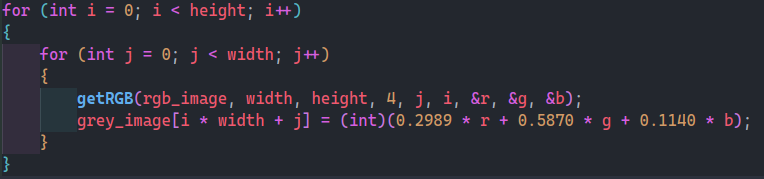 for (int i = 0; i < height; i++)
{
    for (int j = 0; j < width; j++)
    {
        getRGB(rgb_image, width, height, 4, j, i, &r, &g, &b);
        grey_image[i * width + j] = (int)(0.2989 * r + 0.5870 * g + 0.1140 * b);
    }
}